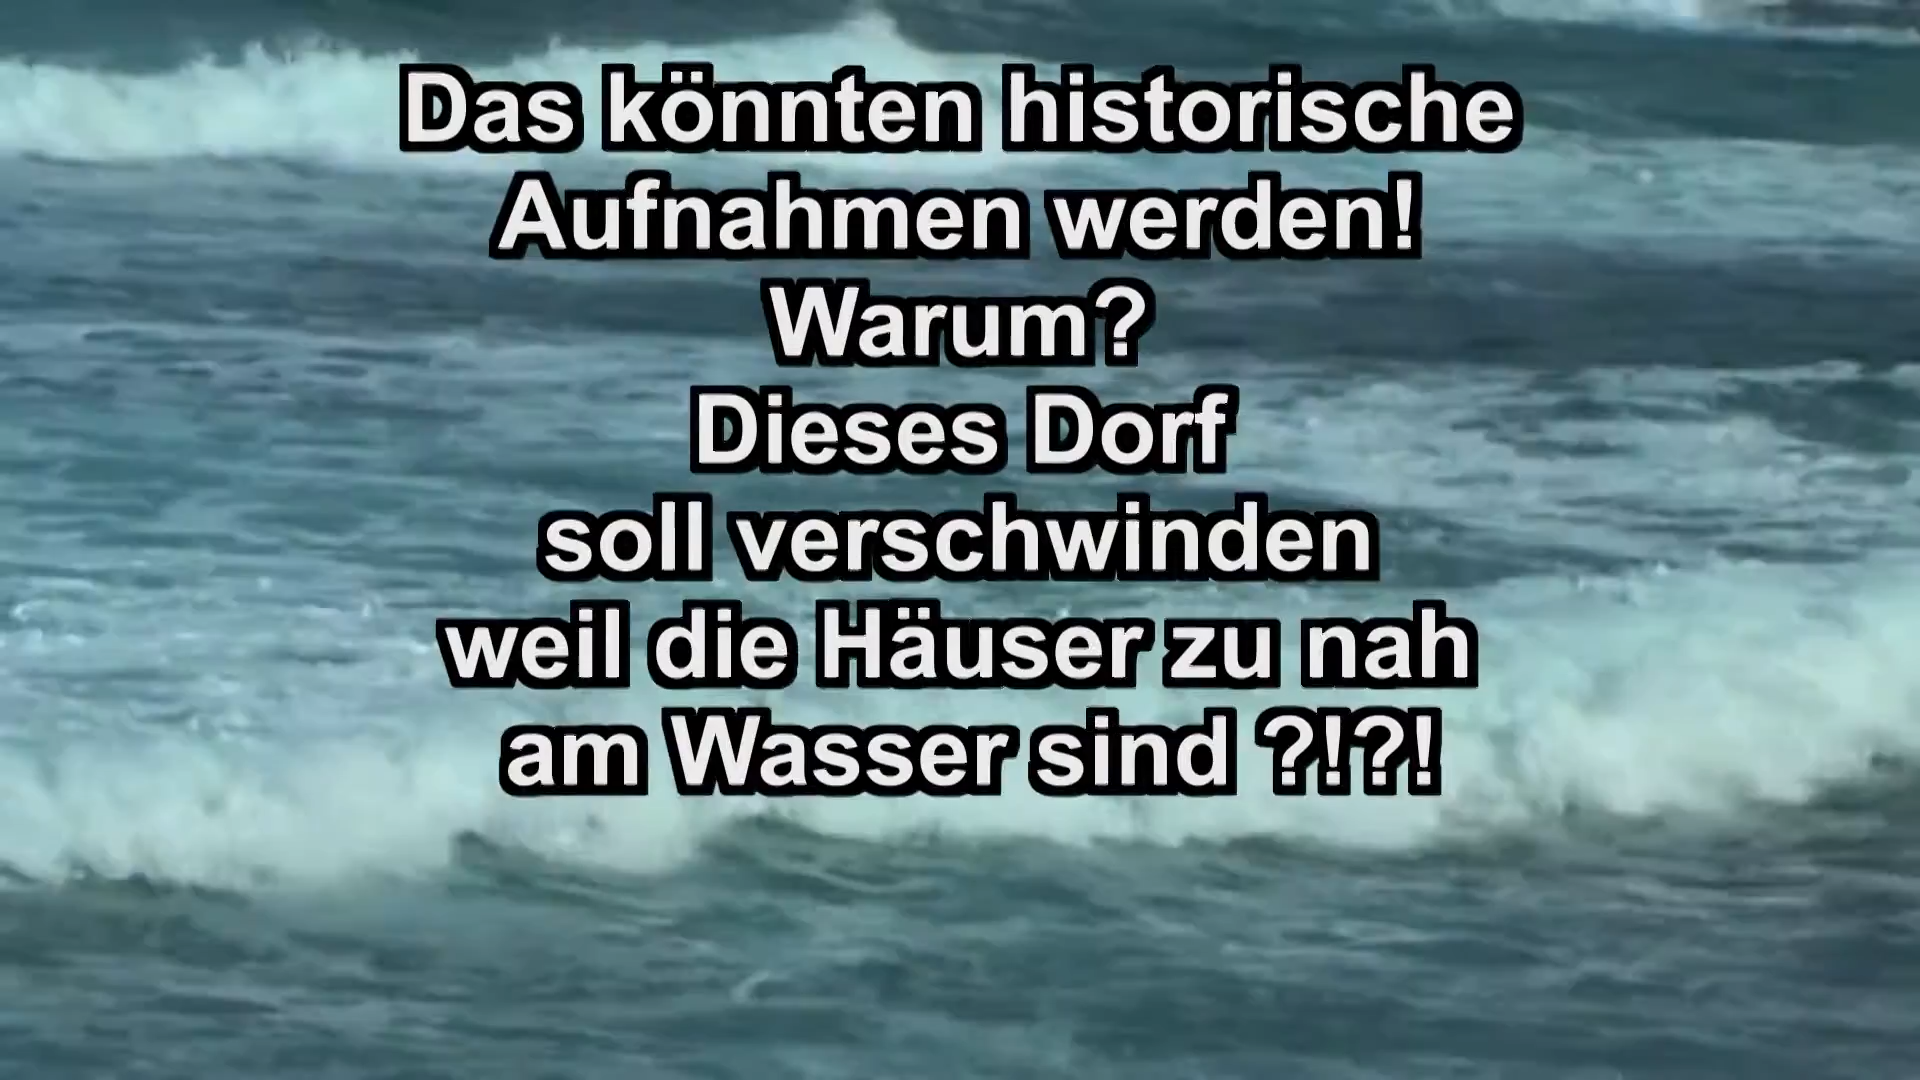 Das könnten historische
Aufnahmen werden!
Warum?
Dieses Dorf
soll verschwinden
weil die Häuser zu nah
am Wasser sind ?!?!